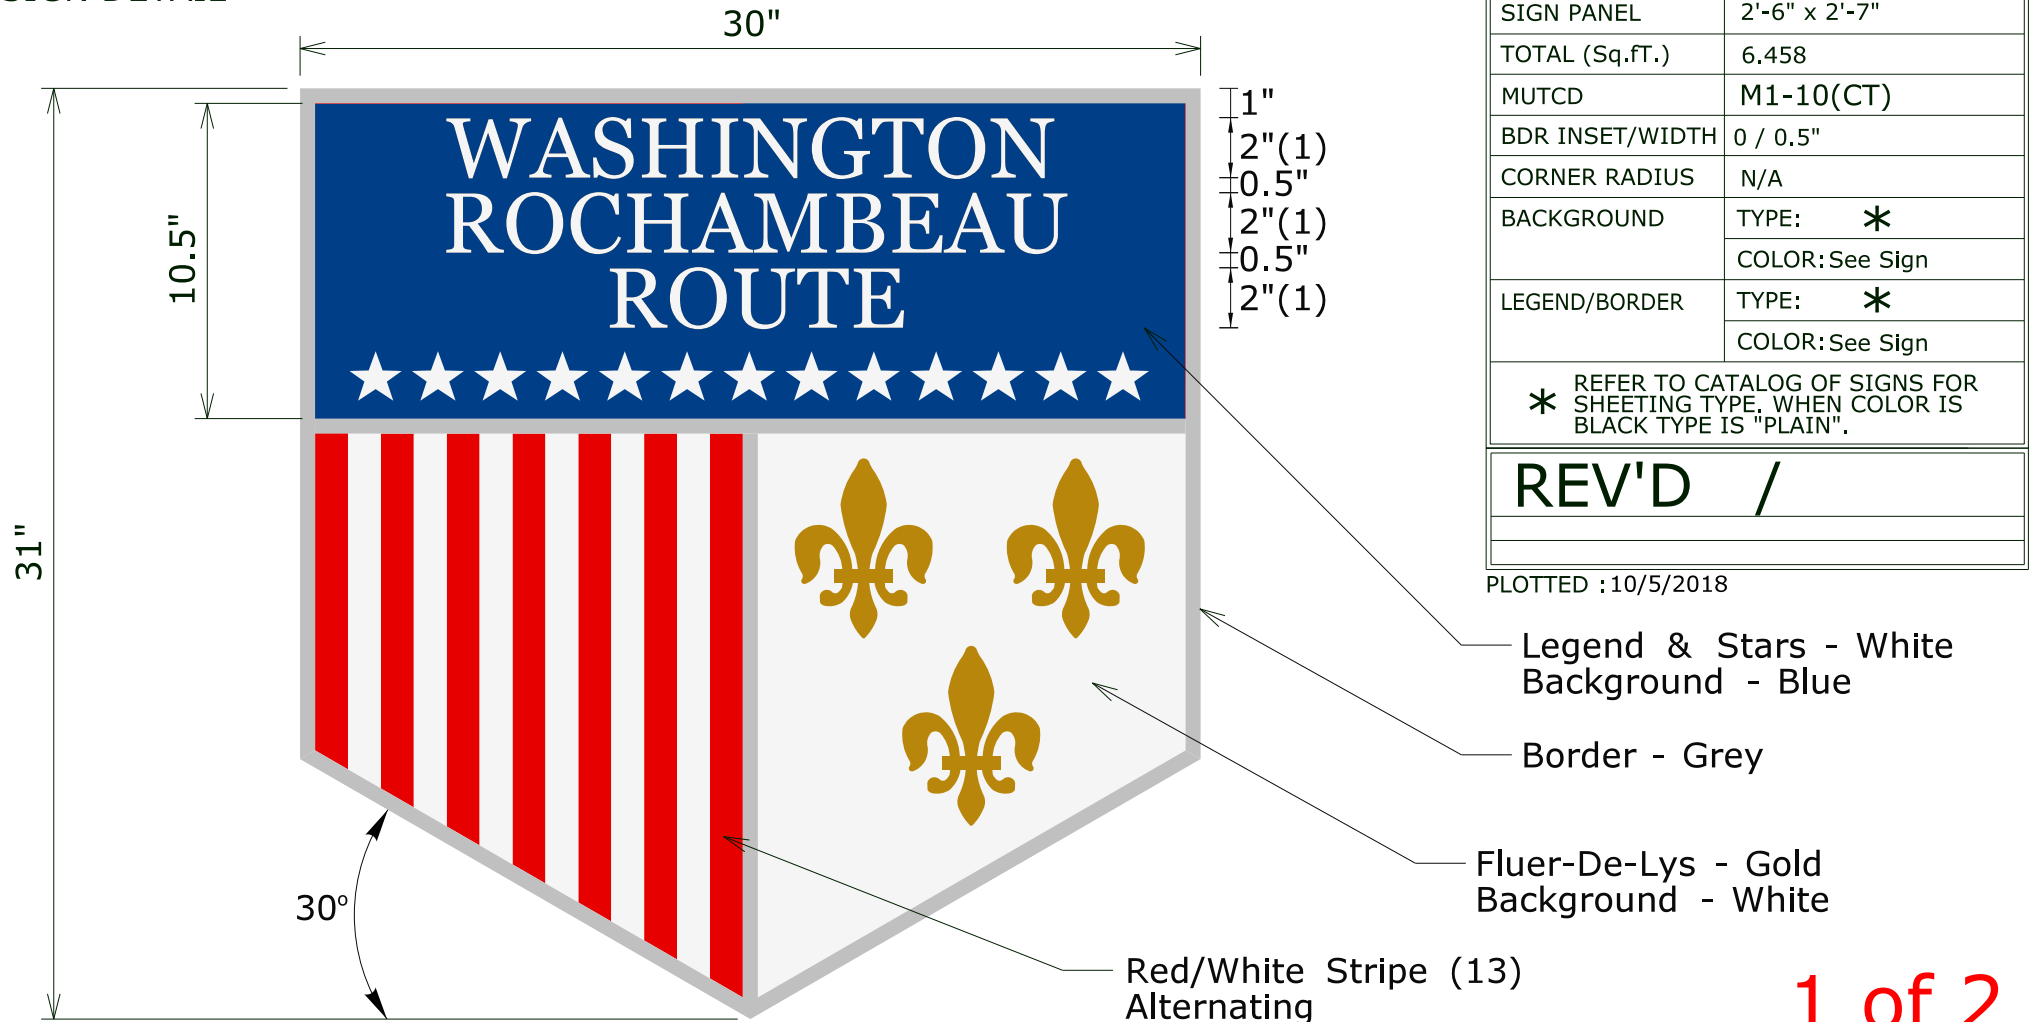 SIGN DETAIL
30"
31"
10.5"
WASHINGTON
ROCHAMBEAU
ROUTE
1"
2"(1)
0.5"
2"(1)
0.5"
2"(1)
30°
SIGN PANEL 2'-6" x 2'-7"
TOTAL (Sq.fT.) 6.458
MUTCD M1-10(CT)
BDR INSET/WIDTH 0 / 0.5"
CORNER RADIUS N/A
BACKGROUND TYPE: *
COLOR: See Sign
LEGEND/BORDER TYPE: *
COLOR: See Sign
* REFER TO CATALOG OF SIGNS FOR
SHEETING TYPE. WHEN COLOR IS
BLACK TYPE IS "PLAIN".
REV'D /
PLOTTED : 10/5/2018
Legend & Stars - White
Background - Blue
Border - Grey
Fluer-De-Lys - Gold
Background - White
Red/White Stripe (13)
Alternating
1 of 2